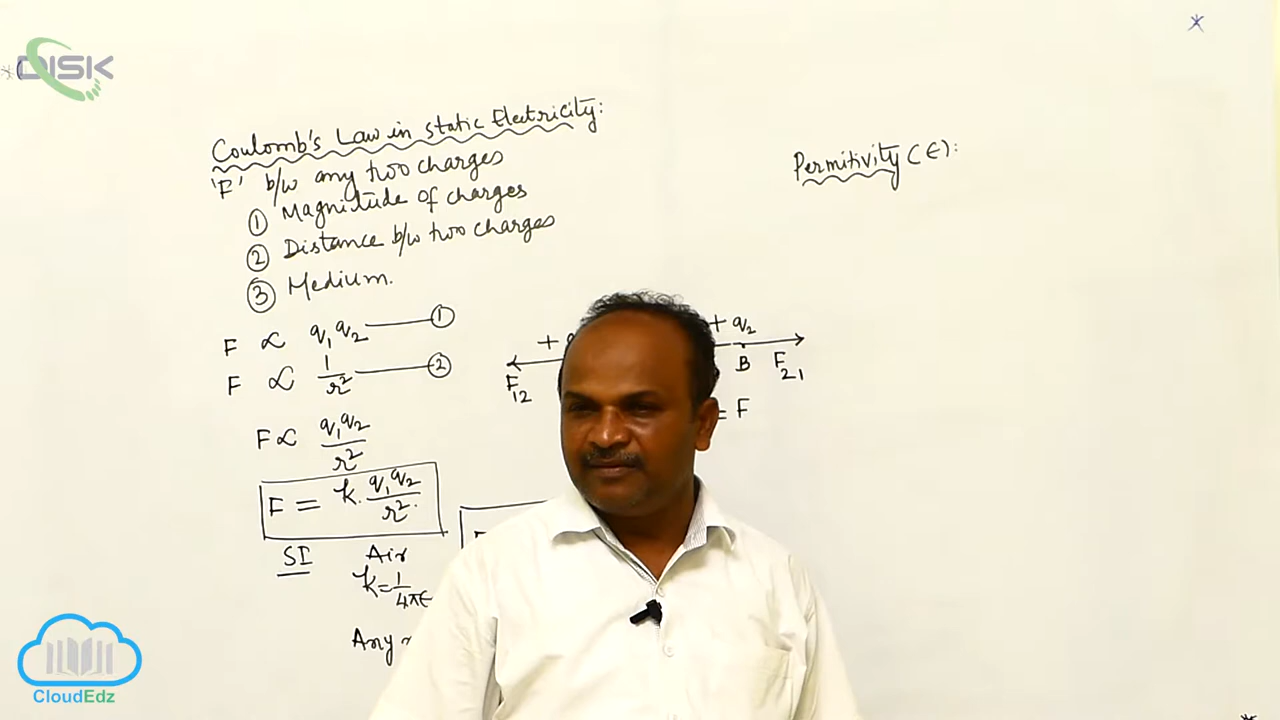 DISK
Coulomb's Law in static Electricity:
'F' b/w any two charges
① Magnitude of charges
② Distance b/w two charges
③ Medium.
F ∝ q₁q₂ ①
F ∝ 1/r² ②
F ∝ q₁q₂/r²
F = K. q₁q₂/r²
SI Air
K = 1/4πϵ
Any
+ + q₂
F₁₂ B F₂₁
= F
Permitivity (ϵ):
CloudEdz